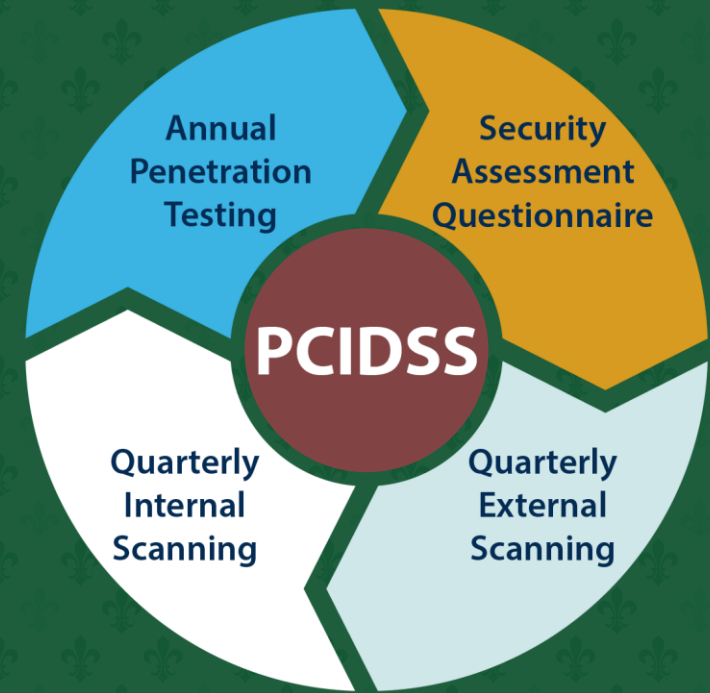 Annual
Penetration
Testing
Security
Assessment
Questionnaire
PCIDSS
Quarterly
Internal
Scanning
Quarterly
External
Scanning